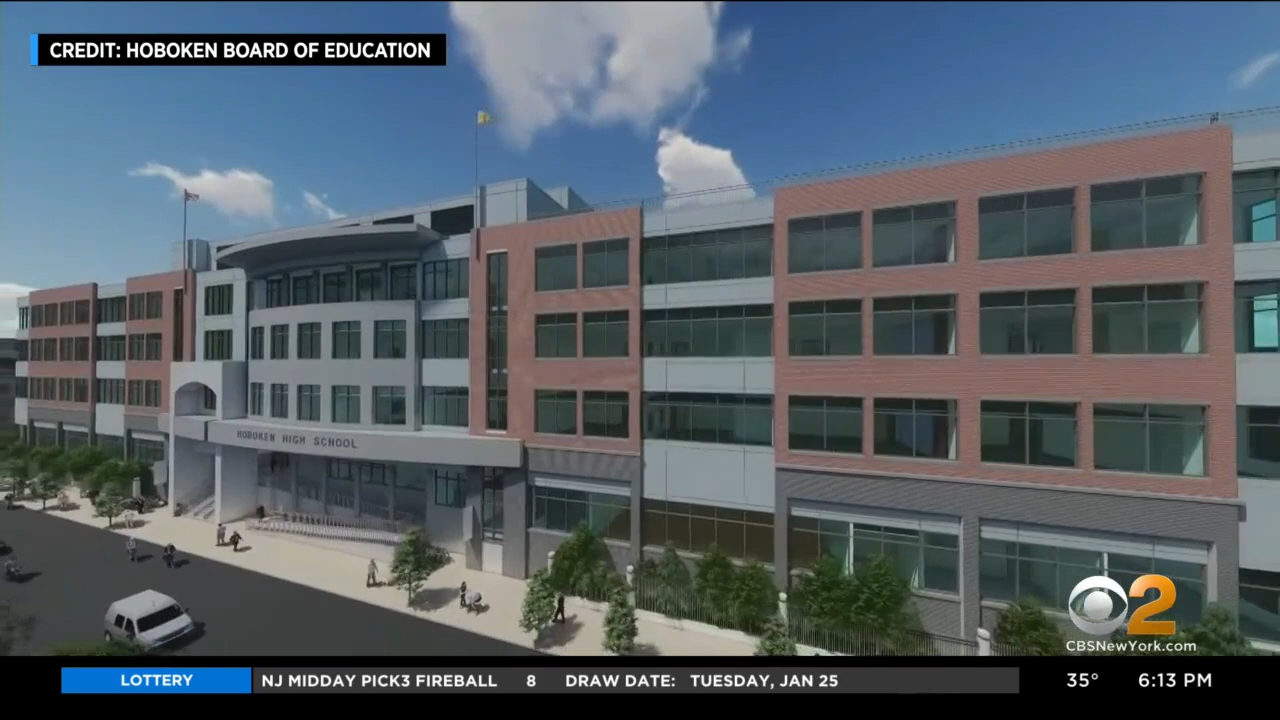 CREDIT: HOBOKEN BOARD OF EDUCATION
HOBOKEN HIGH SCHOOL
2
CBSNewYork.com
LOTTERY
NJ MIDDAY PICK3 FIREBALL 8 DRAW DATE: TUESDAY, JAN 25
35° 6:13 PM